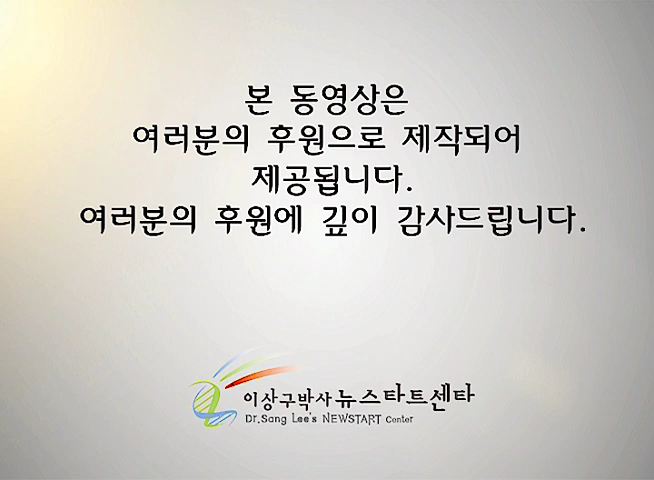 본 동영상은
여러분의 후원으로 제작되어
제공됩니다.
여러분의 후원에 깊이 감사드립니다.
이상구박사 뉴스타트센타
Dr.Sang Lee's NEWSTART Center